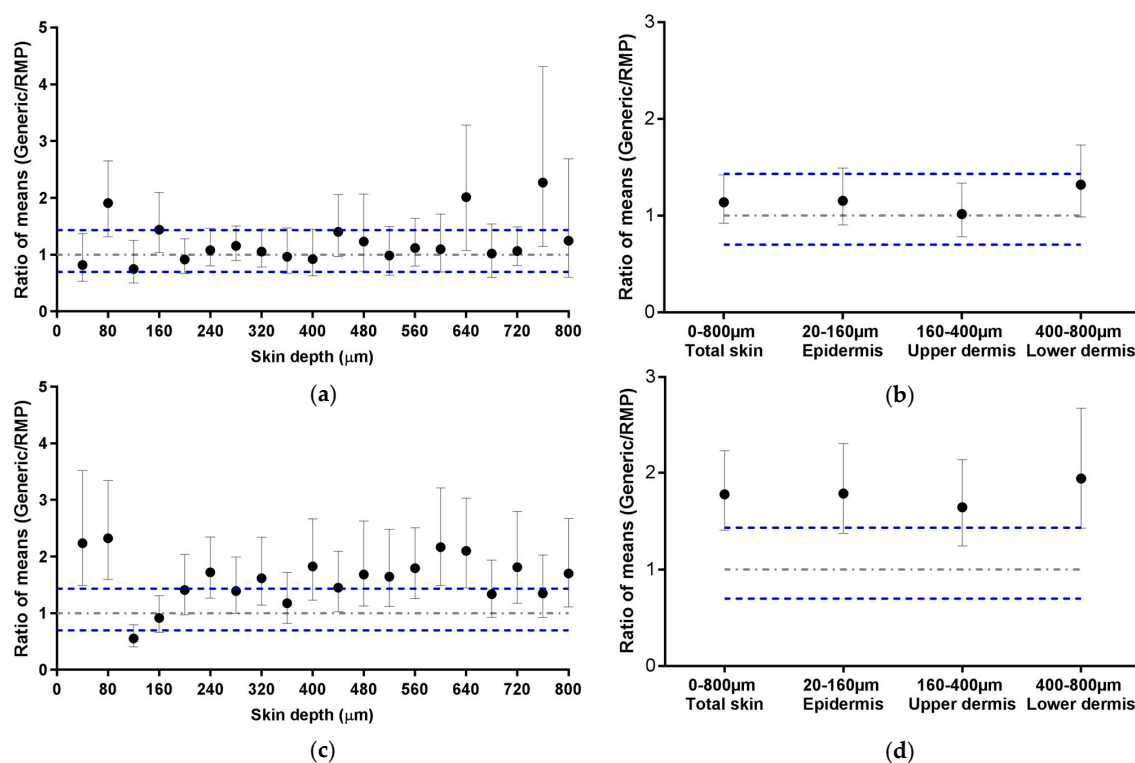 Ratio of means (Generic/RMP)
5
4
3
2
1
0
0 80 160 240 320 400 480 560 640 720 800
Skin depth (μm)
(a)
Ratio of means (Generic/RMP)
3
2
1
0
0-800μm 20-160μm 160-400μm 400-800μm
Total skin Epidermis Upper dermis Lower dermis
(b)
Ratio of means (Generic/RMP)
5
4
3
2
1
0
0 80 160 240 320 400 480 560 640 720 800
Skin depth (μm)
(c)
Ratio of means (Generic/RMP)
3
2
1
0
0-800μm 20-160μm 160-400μm 400-800μm
Total skin Epidermis Upper dermis Lower dermis
(d)